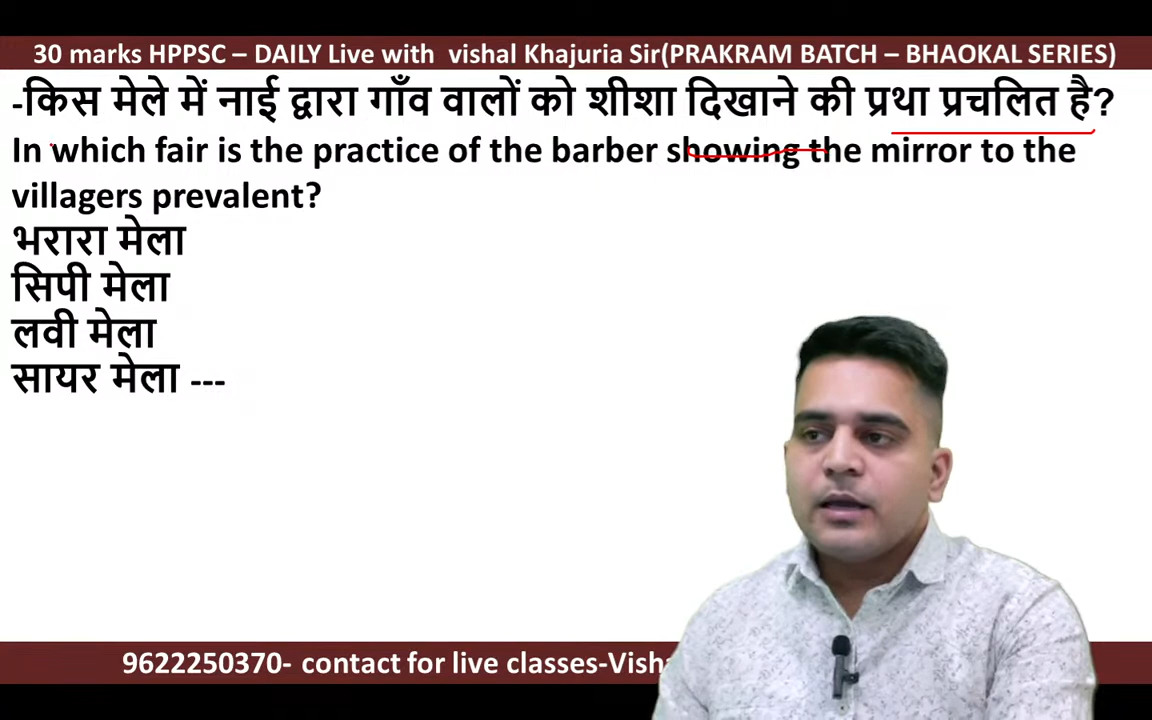 30 marks HPPSC – DAILY Live with vishal Khajuria Sir(PRAKRAM BATCH – BHAOKAL SERIES)
-किस मेले में नाई द्वारा गाँव वालों को शीशा दिखाने की प्रथा प्रचलित है?
In which fair is the practice of the barber showing the mirror to the
villagers prevalent?
भरारा मेला
सिपी मेला
लवी मेला
सायर मेला ---
9622250370- contact for live classes-